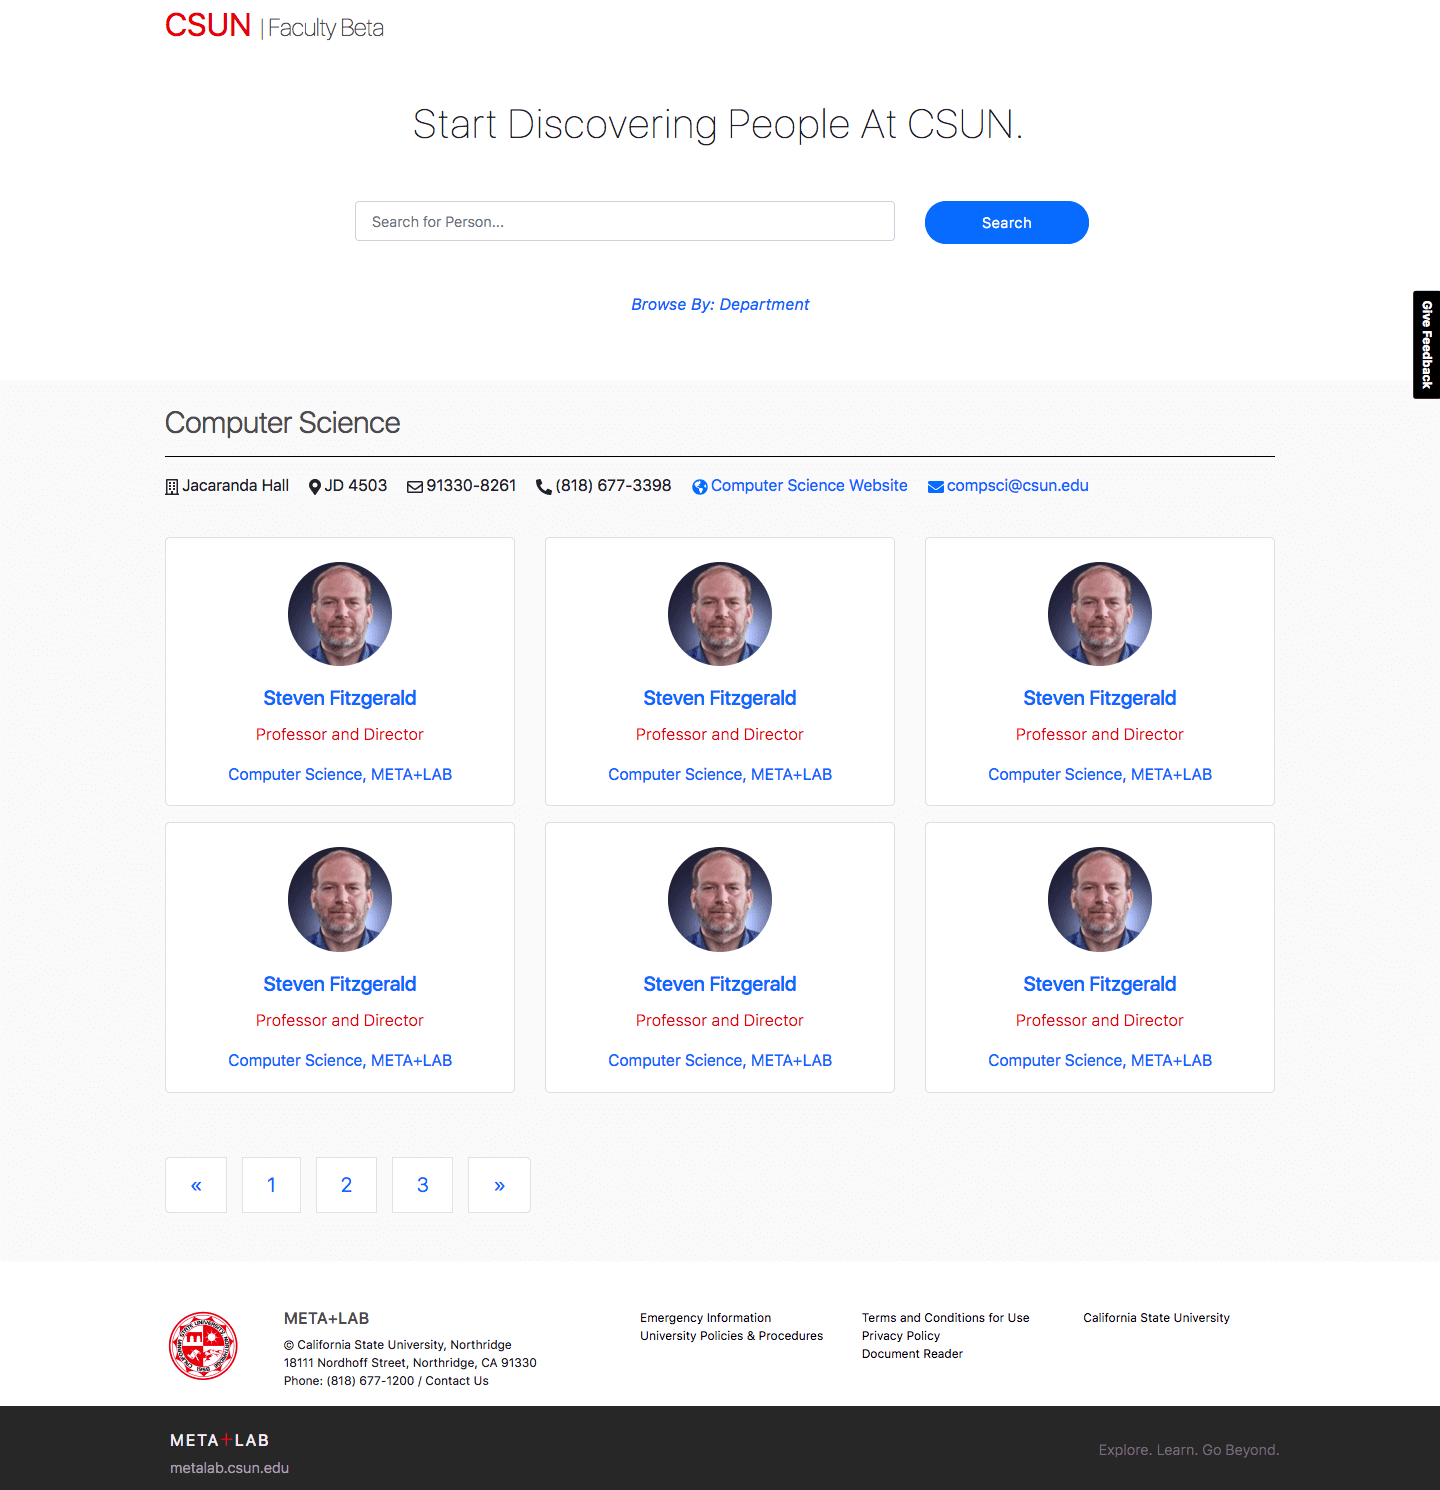 CSUN | Faculty Beta
Start Discovering People At CSUN.
Search for Person...
Search
Browse By: Department
Give Feedback
Computer Science
Jacaranda Hall JD 4503 91330-8261 (818) 677-3398 Computer Science Website compsci@csun.edu
Steven Fitzgerald
Professor and Director
Computer Science, META+LAB
Steven Fitzgerald
Professor and Director
Computer Science, META+LAB
Steven Fitzgerald
Professor and Director
Computer Science, META+LAB
Steven Fitzgerald
Professor and Director
Computer Science, META+LAB
Steven Fitzgerald
Professor and Director
Computer Science, META+LAB
Steven Fitzgerald
Professor and Director
Computer Science, META+LAB
« 1 2 3 »
META+LAB
© California State University, Northridge
18111 Nordhoff Street, Northridge, CA 91330
Phone: (818) 677-1200 / Contact Us
Emergency Information
University Policies & Procedures
Terms and Conditions for Use
Privacy Policy
Document Reader
California State University
META+LAB
metalab.csun.edu
Explore. Learn. Go Beyond.